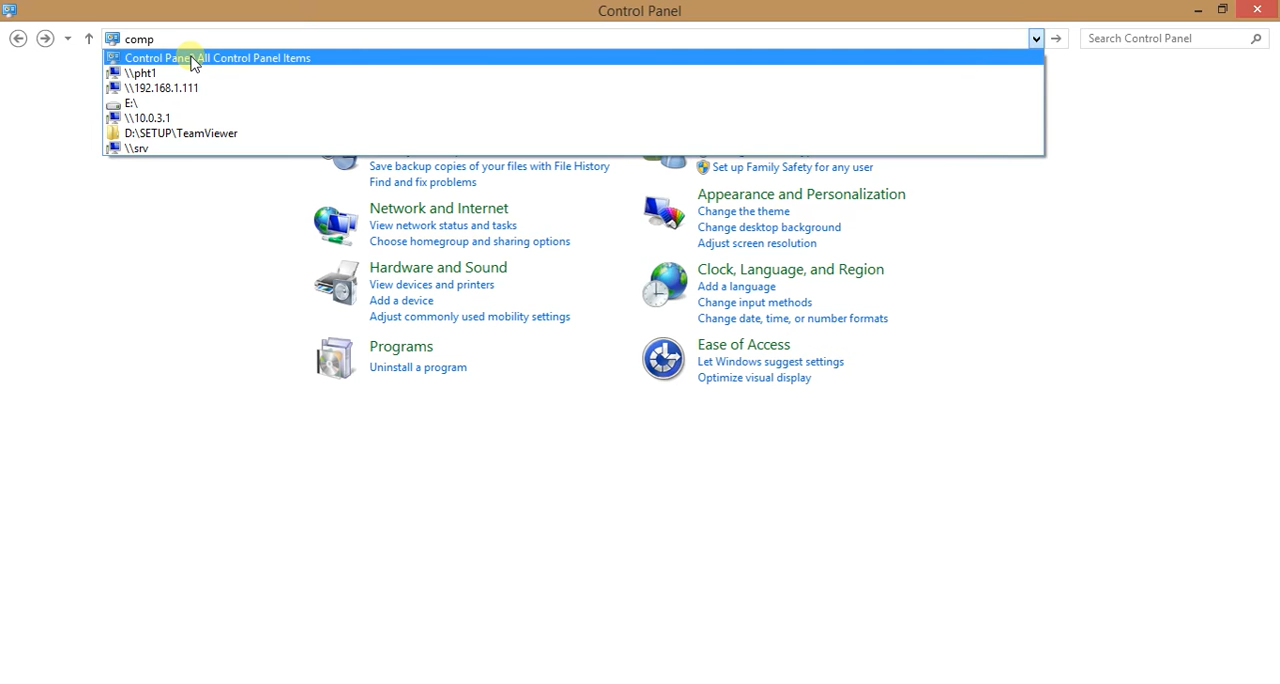 Control Panel
comp
Search Control Panel
Control Pane All Control Panel Items
\\pht1
\\192.168.1.111
E:\
\\10.0.3.1
D:\SETUP\TeamViewer
\\srv
Save backup copies of your files with File History
Find and fix problems
Network and Internet
View network status and tasks
Choose homegroup and sharing options
Hardware and Sound
View devices and printers
Add a device
Adjust commonly used mobility settings
Programs
Uninstall a program
Set up Family Safety for any user
Appearance and Personalization
Change the theme
Change desktop background
Adjust screen resolution
Clock, Language, and Region
Add a language
Change input methods
Change date, time, or number formats
Ease of Access
Let Windows suggest settings
Optimize visual display